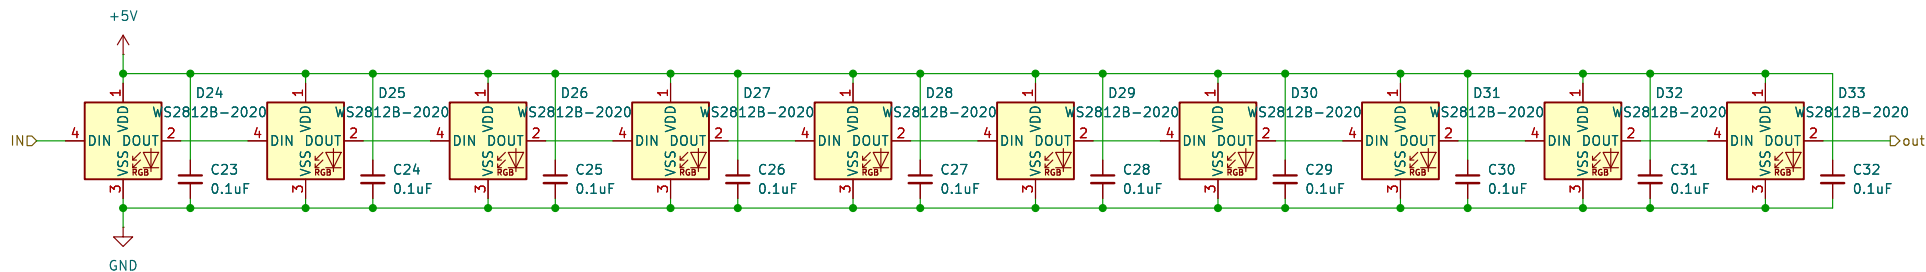 +5V
D24 D25 D26 D27 D28 D29 D30 D31 D32 D33
1 1 1 1 1 1 1 1 1 1
WS2812B-2020 WS2812B-2020 WS2812B-2020 WS2812B-2020 WS2812B-2020 WS2812B-2020 WS2812B-2020 WS2812B-2020 WS2812B-2020 WS2812B-2020
VDD VDD VDD VDD VDD VDD VDD VDD VDD VDD
4 2 4 2 4 2 4 2 4 2 4 2 4 2 4 2 4 2 4 2
IN DIN DOUT DIN DOUT DIN DOUT DIN DOUT DIN DOUT DIN DOUT DIN DOUT DIN DOUT DIN DOUT DIN DOUT out
VSS VSS VSS VSS VSS VSS VSS VSS VSS VSS
RGB RGB RGB RGB RGB RGB RGB RGB RGB RGB
C23 C24 C25 C26 C27 C28 C29 C30 C31 C32
3 0.1uF 3 0.1uF 3 0.1uF 3 0.1uF 3 0.1uF 3 0.1uF 3 0.1uF 3 0.1uF 3 0.1uF 3 0.1uF
GND